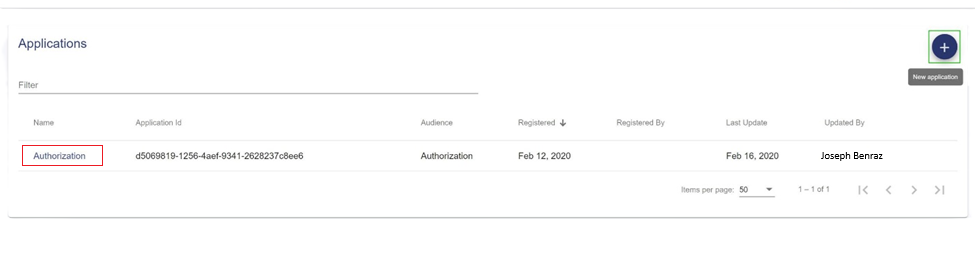 Applications
New application
Filter
Name Application Id Audience Registered Registered By Last Update Updated By
Authorization d5069819-1256-4aef-9341-2628237c8ee6 Authorization Feb 12, 2020 Feb 16, 2020 Joseph Benraz
Items per page: 50 1 – 1 of 1